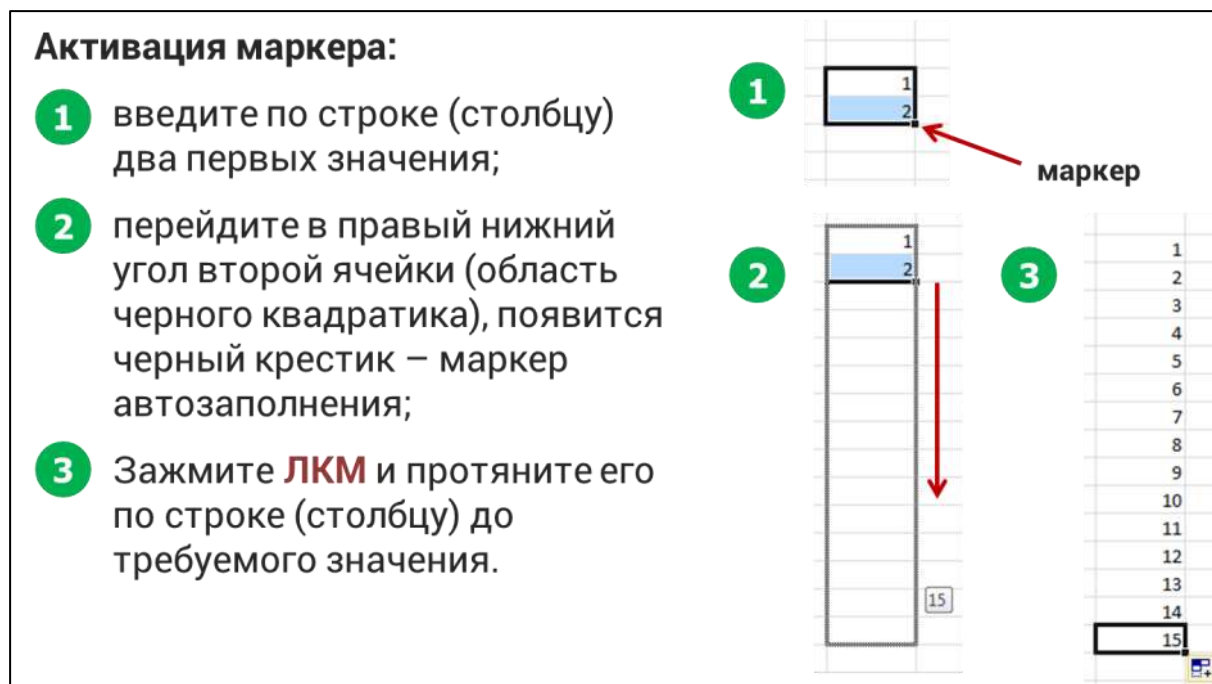 Активация маркера:
1 введите по строке (столбцу)
два первых значения;
2 перейдите в правый нижний
угол второй ячейки (область
черного квадратика), появится
черный крестик – маркер
автозаполнения;
3 Зажмите ЛКМ и протяните его
по строке (столбцу) до
требуемого значения.
1
1
2
маркер
2
1
2
15
3
1
2
3
4
5
6
7
8
9
10
11
12
13
14
15